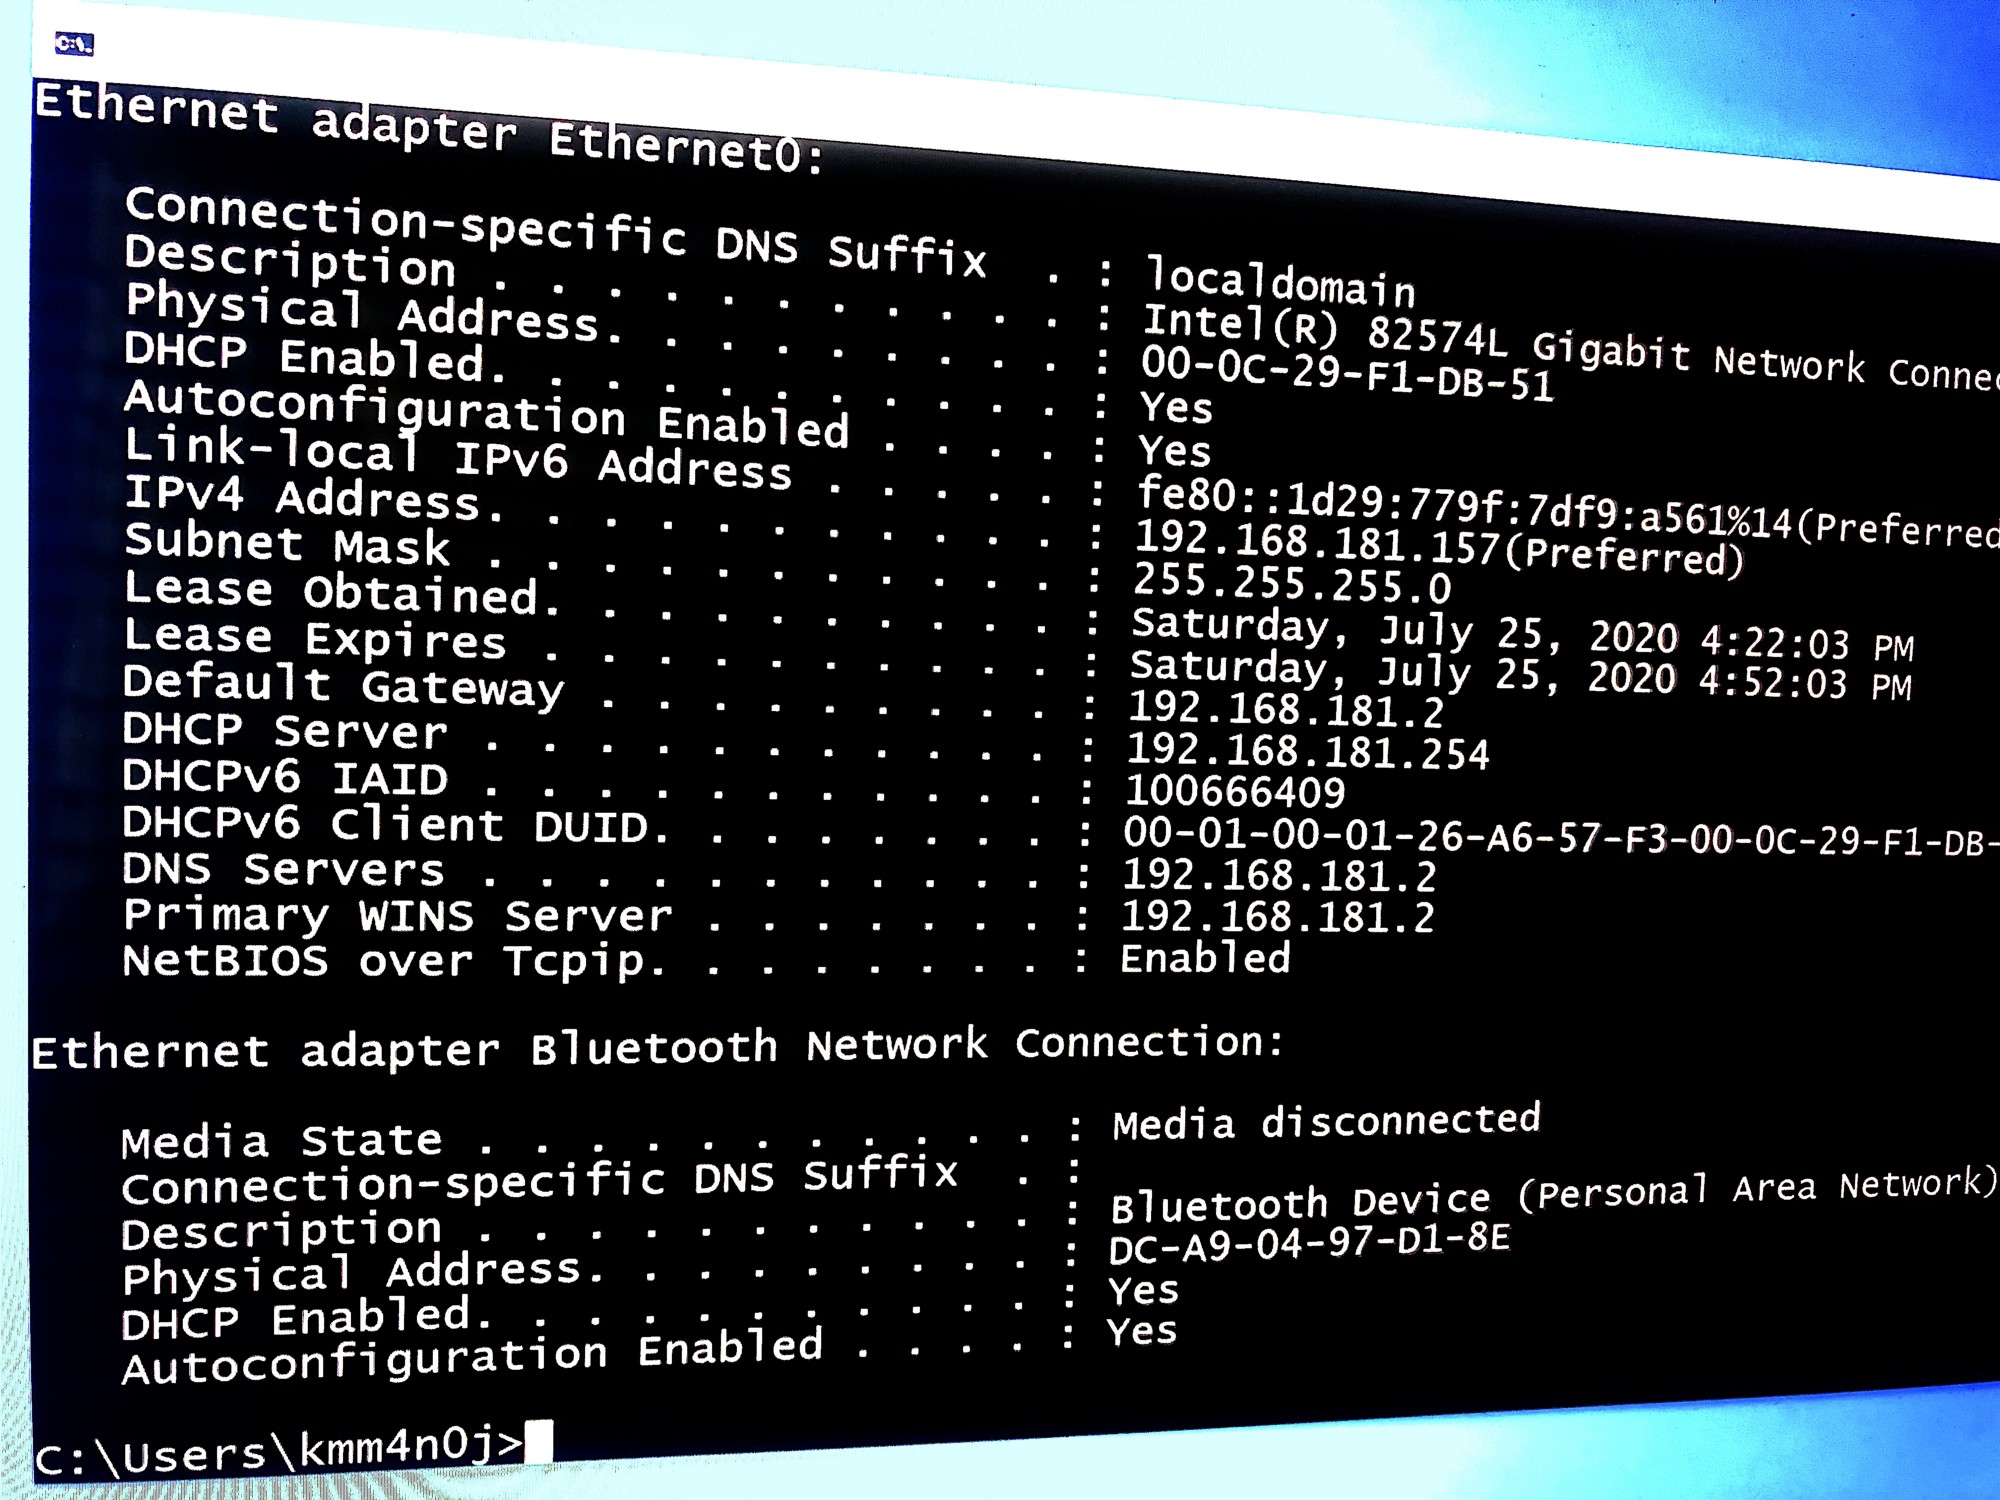 C:\.
Ethernet adapter Ethernet0:
Connection-specific DNS Suffix  . : localdomain
Description . . . . . . . . . . . : Intel(R) 82574L Gigabit Network Connec
Physical Address. . . . . . . . . : 00-0C-29-F1-DB-51
DHCP Enabled. . . . . . . . . . . : Yes
Autoconfiguration Enabled . . . . : Yes
Link-local IPv6 Address . . . . . : fe80::1d29:779f:7df9:a561%14(Preferred
IPv4 Address. . . . . . . . . . . : 192.168.181.157(Preferred)
Subnet Mask . . . . . . . . . . . : 255.255.255.0
Lease Obtained. . . . . . . . . . : Saturday, July 25, 2020 4:22:03 PM
Lease Expires . . . . . . . . . . : Saturday, July 25, 2020 4:52:03 PM
Default Gateway . . . . . . . . . : 192.168.181.2
DHCP Server . . . . . . . . . . . : 192.168.181.254
DHCPv6 IAID . . . . . . . . . . . : 100666409
DHCPv6 Client DUID. . . . . . . . : 00-01-00-01-26-A6-57-F3-00-0C-29-F1-DB-
DNS Servers . . . . . . . . . . . : 192.168.181.2
Primary WINS Server . . . . . . . : 192.168.181.2
NetBIOS over Tcpip. . . . . . . . : Enabled
Ethernet adapter Bluetooth Network Connection:
Media State . . . . . . . . . . . : Media disconnected
Connection-specific DNS Suffix  . :
Description . . . . . . . . . . . : Bluetooth Device (Personal Area Network)
Physical Address. . . . . . . . . : DC-A9-04-97-D1-8E
DHCP Enabled. . . . . . . . . . . : Yes
Autoconfiguration Enabled . . . . : Yes
C:\Users\kmm4n0j>